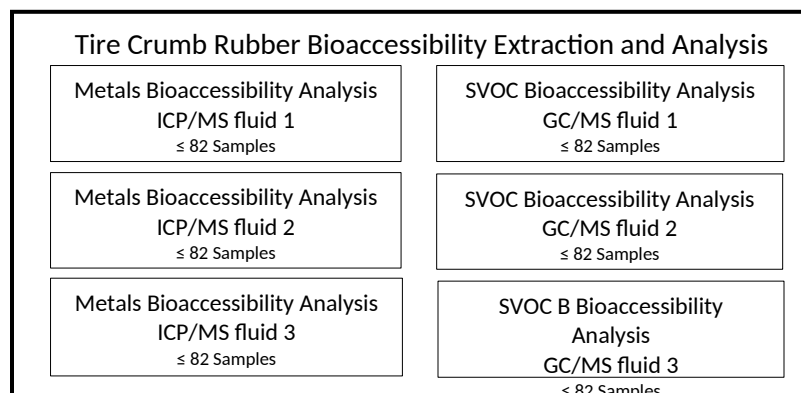 Tire Crumb Rubber Bioaccessibility Extraction and Analysis
Metals Bioaccessibility Analysis
ICP/MS fluid 1
≤ 82 Samples
SVOC Bioaccessibility Analysis
GC/MS fluid 1
≤ 82 Samples
Metals Bioaccessibility Analysis
ICP/MS fluid 2
≤ 82 Samples
SVOC Bioaccessibility Analysis
GC/MS fluid 2
≤ 82 Samples
Metals Bioaccessibility Analysis
ICP/MS fluid 3
≤ 82 Samples
SVOC B Bioaccessibility
Analysis
GC/MS fluid 3
≤ 82 Samples